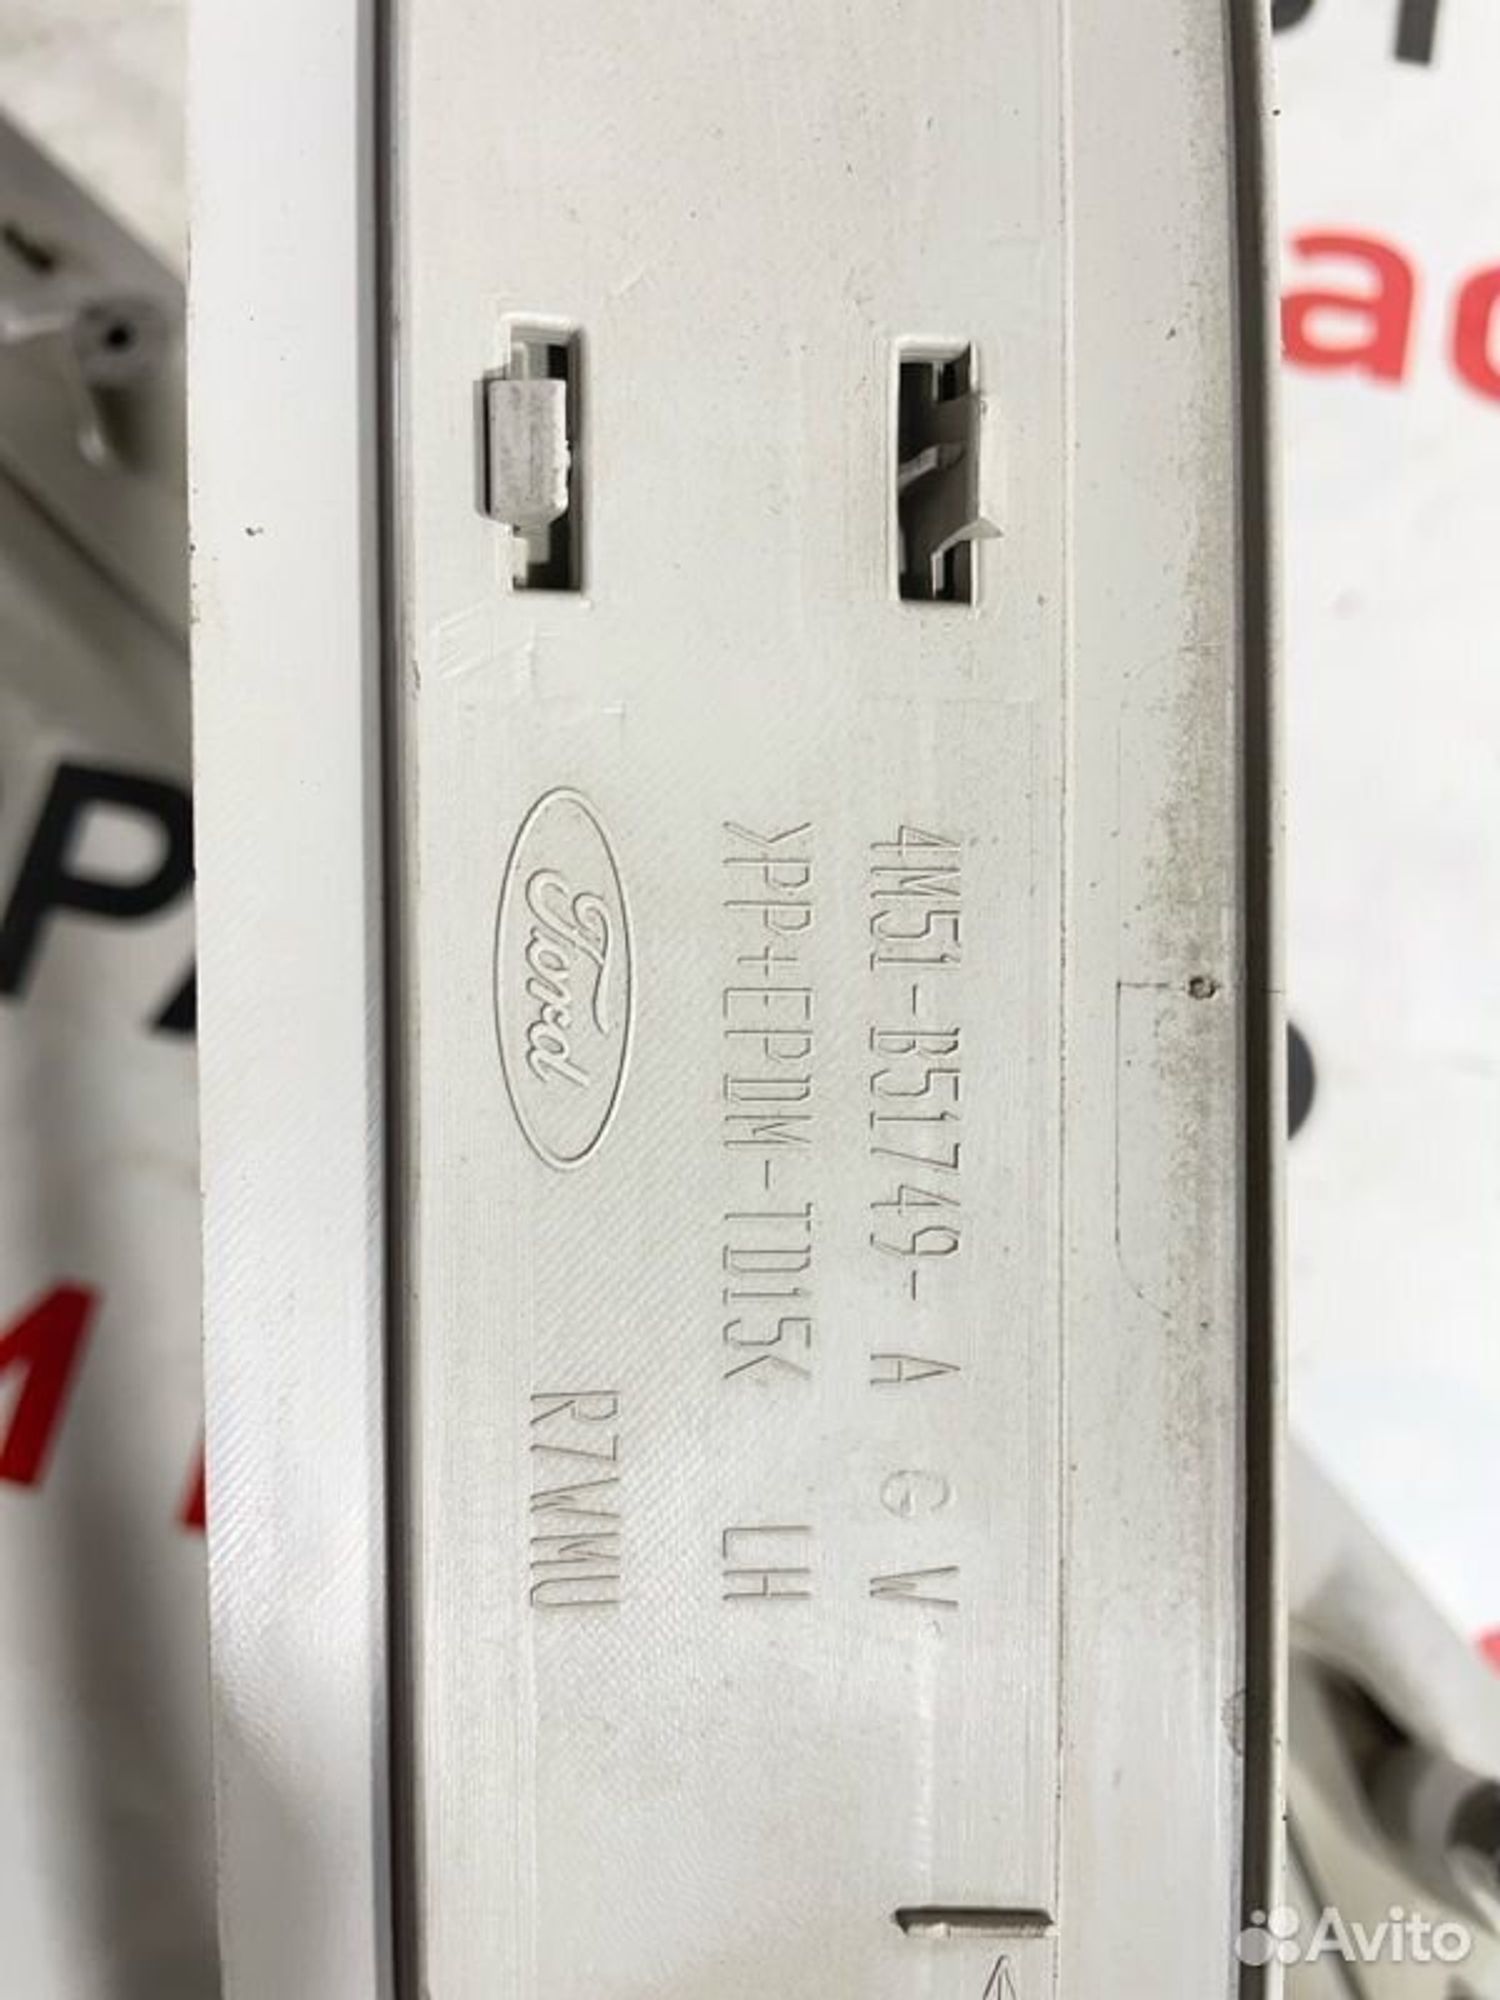 4M51-B51749- A G W
>PP+EPDM-TD15< LH
Ford
R7WMU
Avito